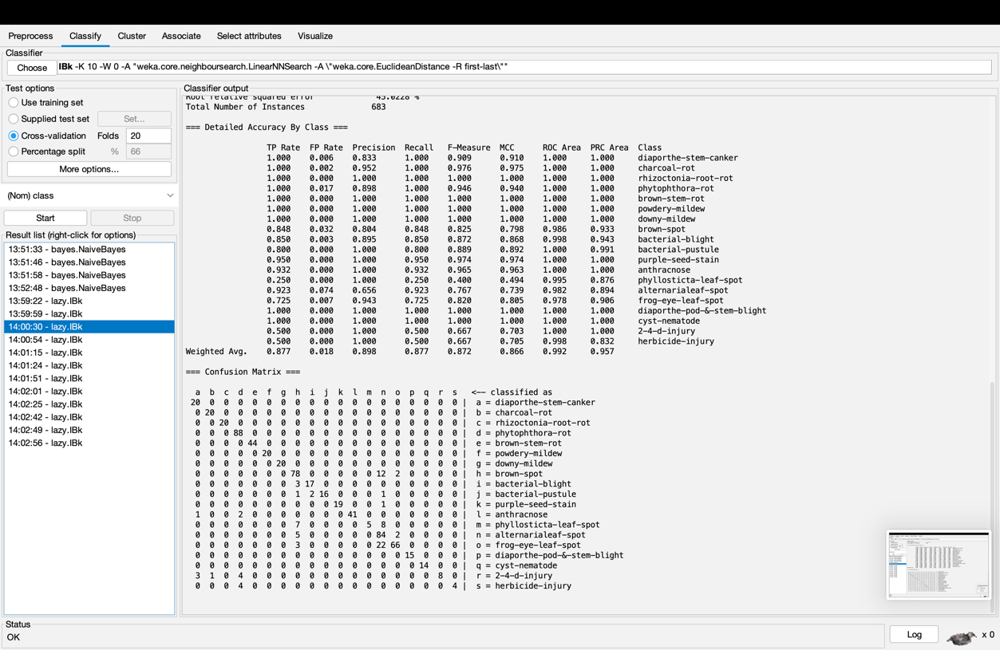 Preprocess Classify Cluster Associate Select attributes Visualize
Classifier
Choose IBk -K 10 -W 0 -A "weka.core.neighboursearch.LinearNNSearch -A \"weka.core.EuclideanDistance -R first-last\""
Test options
Use training set
Supplied test set Set...
Cross-validation Folds 20
Percentage split % 66
More options...
(Nom) class
Start Stop
Result list (right-click for options)
13:51:33 - bayes.NaiveBayes
13:51:46 - bayes.NaiveBayes
13:51:58 - bayes.NaiveBayes
13:52:48 - bayes.NaiveBayes
13:59:22 - lazy.IBk
13:59:59 - lazy.IBk
14:00:30 - lazy.IBk
14:00:54 - lazy.IBk
14:01:15 - lazy.IBk
14:01:24 - lazy.IBk
14:01:51 - lazy.IBk
14:02:01 - lazy.IBk
14:02:25 - lazy.IBk
14:02:42 - lazy.IBk
14:02:49 - lazy.IBk
14:02:56 - lazy.IBk
Classifier output
Root relative squared error 45.0228 %
Total Number of Instances 683
=== Detailed Accuracy By Class ===
TP Rate FP Rate Precision Recall F-Measure MCC ROC Area PRC Area Class
1.000 0.006 0.833 1.000 0.909 0.910 1.000 1.000 diaporthe-stem-canker
1.000 0.002 0.952 1.000 0.976 0.975 1.000 1.000 charcoal-rot
1.000 0.000 1.000 1.000 1.000 1.000 1.000 1.000 rhizoctonia-root-rot
1.000 0.017 0.898 1.000 0.946 0.940 1.000 1.000 phytophthora-rot
1.000 0.000 1.000 1.000 1.000 1.000 1.000 1.000 brown-stem-rot
1.000 0.000 1.000 1.000 1.000 1.000 1.000 1.000 powdery-mildew
1.000 0.000 1.000 1.000 1.000 1.000 1.000 1.000 downy-mildew
0.848 0.032 0.804 0.848 0.825 0.798 0.986 0.933 brown-spot
0.850 0.003 0.895 0.850 0.872 0.868 0.998 0.943 bacterial-blight
0.800 0.000 1.000 0.800 0.889 0.892 1.000 0.991 bacterial-pustule
0.950 0.000 1.000 0.950 0.974 0.974 1.000 1.000 purple-seed-stain
0.932 0.000 1.000 0.932 0.965 0.963 1.000 1.000 anthracnose
0.250 0.000 1.000 0.250 0.400 0.494 0.995 0.876 phyllosticta-leaf-spot
0.923 0.074 0.656 0.923 0.767 0.739 0.982 0.894 alternarialeaf-spot
0.725 0.007 0.943 0.725 0.820 0.805 0.978 0.906 frog-eye-leaf-spot
1.000 0.000 1.000 1.000 1.000 1.000 1.000 1.000 diaporthe-pod-&-stem-blight
1.000 0.000 1.000 1.000 1.000 1.000 1.000 1.000 cyst-nematode
0.500 0.000 1.000 0.500 0.667 0.703 1.000 1.000 2-4-d-injury
0.500 0.000 1.000 0.500 0.667 0.705 0.998 0.832 herbicide-injury
Weighted Avg. 0.877 0.018 0.898 0.877 0.872 0.866 0.992 0.957
=== Confusion Matrix ===
a b c d e f g h i j k l m n o p q r s <-- classified as
20 0 0 0 0 0 0 0 0 0 0 0 0 0 0 0 0 0 0 | a = diaporthe-stem-canker
0 20 0 0 0 0 0 0 0 0 0 0 0 0 0 0 0 0 0 | b = charcoal-rot
0 0 20 0 0 0 0 0 0 0 0 0 0 0 0 0 0 0 0 | c = rhizoctonia-root-rot
0 0 0 88 0 0 0 0 0 0 0 0 0 0 0 0 0 0 0 | d = phytophthora-rot
0 0 0 0 44 0 0 0 0 0 0 0 0 0 0 0 0 0 0 | e = brown-stem-rot
0 0 0 0 0 20 0 0 0 0 0 0 0 0 0 0 0 0 0 | f = powdery-mildew
0 0 0 0 0 0 20 0 0 0 0 0 0 0 0 0 0 0 0 | g = downy-mildew
0 0 0 0 0 0 0 78 0 0 0 0 0 12 2 0 0 0 0 | h = brown-spot
0 0 0 0 0 0 0 3 17 0 0 0 0 0 0 0 0 0 0 | i = bacterial-blight
0 0 0 0 0 0 0 1 2 16 0 0 0 1 0 0 0 0 0 | j = bacterial-pustule
0 0 0 0 0 0 0 0 0 0 19 0 0 1 0 0 0 0 0 | k = purple-seed-stain
1 0 0 2 0 0 0 0 0 0 0 41 0 0 0 0 0 0 0 | l = anthracnose
0 0 0 0 0 0 0 7 0 0 0 0 5 8 0 0 0 0 0 | m = phyllosticta-leaf-spot
0 0 0 0 0 0 0 5 0 0 0 0 0 84 2 0 0 0 0 | n = alternarialeaf-spot
0 0 0 0 0 0 0 3 0 0 0 0 0 22 66 0 0 0 0 | o = frog-eye-leaf-spot
0 0 0 0 0 0 0 0 0 0 0 0 0 0 0 15 0 0 0 | p = diaporthe-pod-&-stem-blight
0 0 0 0 0 0 0 0 0 0 0 0 0 0 0 0 14 0 0 | q = cyst-nematode
3 1 0 4 0 0 0 0 0 0 0 0 0 0 0 0 0 8 0 | r = 2-4-d-injury
0 0 0 4 0 0 0 0 0 0 0 0 0 0 0 0 0 0 4 | s = herbicide-injury
Status
OK
Log x 0